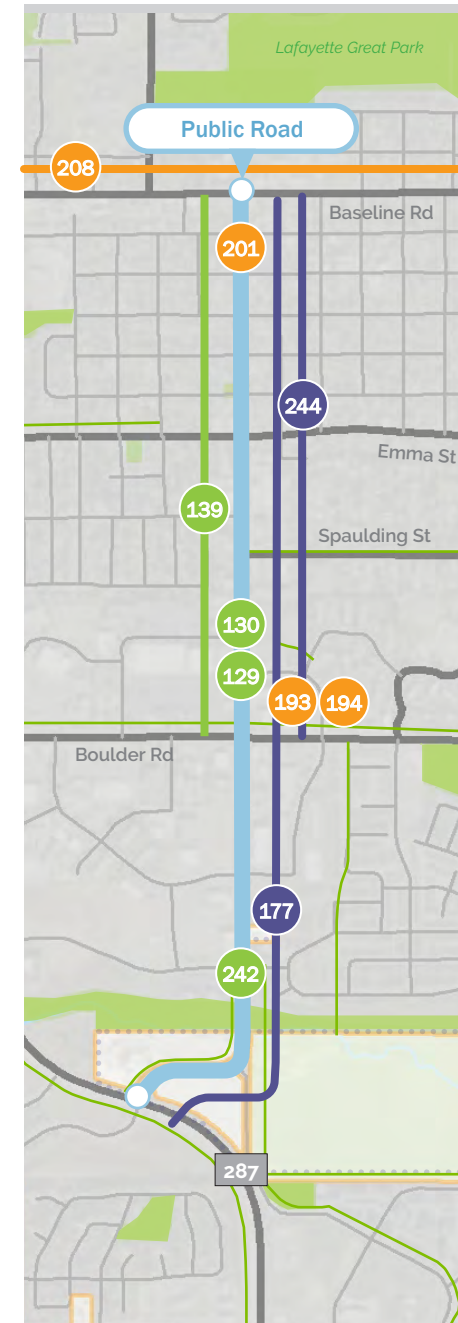 Lafayette Great Park
Public Road
208
Baseline Rd
201
244
Emma St
139
Spaulding St
130
129
193
194
Boulder Rd
177
242
287